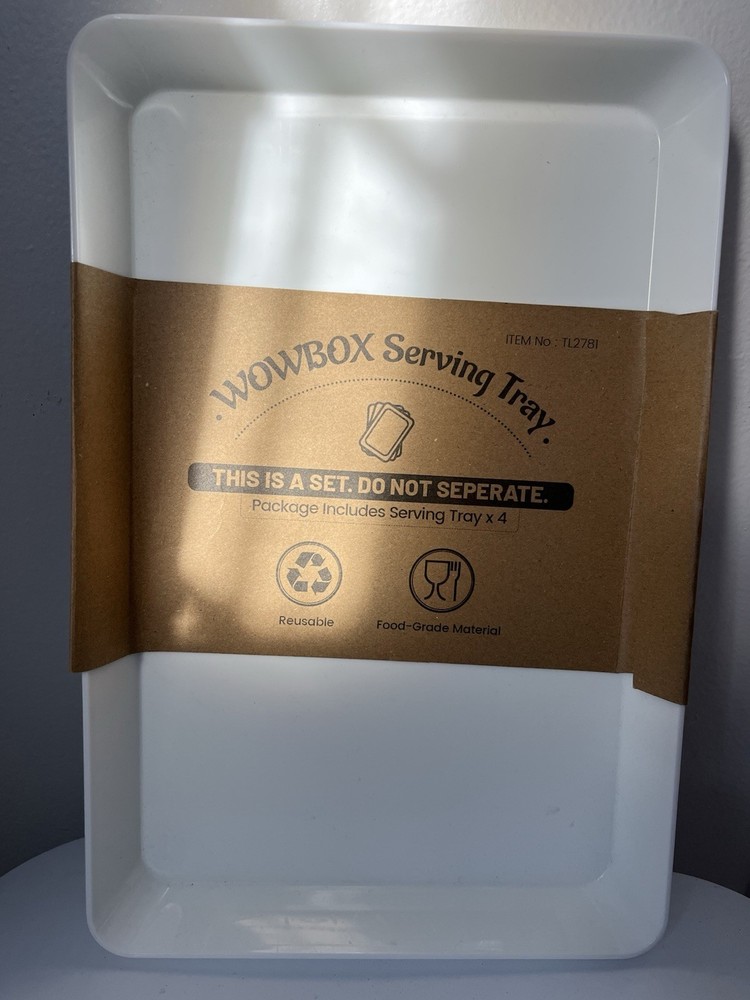 ITEM No : TL2781
·WOWBOX Serving Tray·
THIS IS A SET. DO NOT SEPERATE.
Package Includes Serving Tray x 4
Reusable
Food-Grade Material